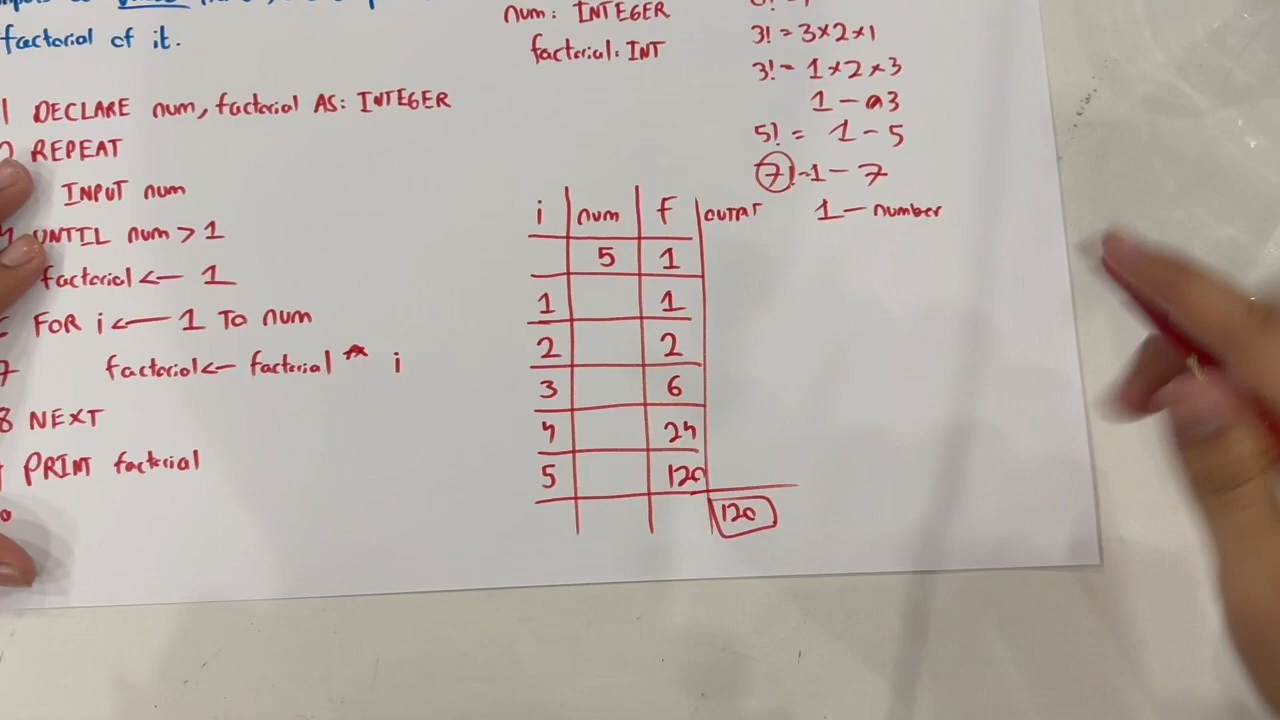 factorial of it.
1 DECLARE num, factorial AS: INTEGER
REPEAT
INPUT num
UNTIL num > 1
factorial <— 1
FOR i <— 1 To num
7 factorial <— factorial * i
8 NEXT
PRINT factorial
num: INTEGER
factorial: INT
3! = 3×2×1
3! = 1×2×3
1 – 3
5! = 1 – 5
7! = 1 – 7
1 – number
i num F OUTPUT
5 1
1 1
2 2
3 6
4 24
5 120
120